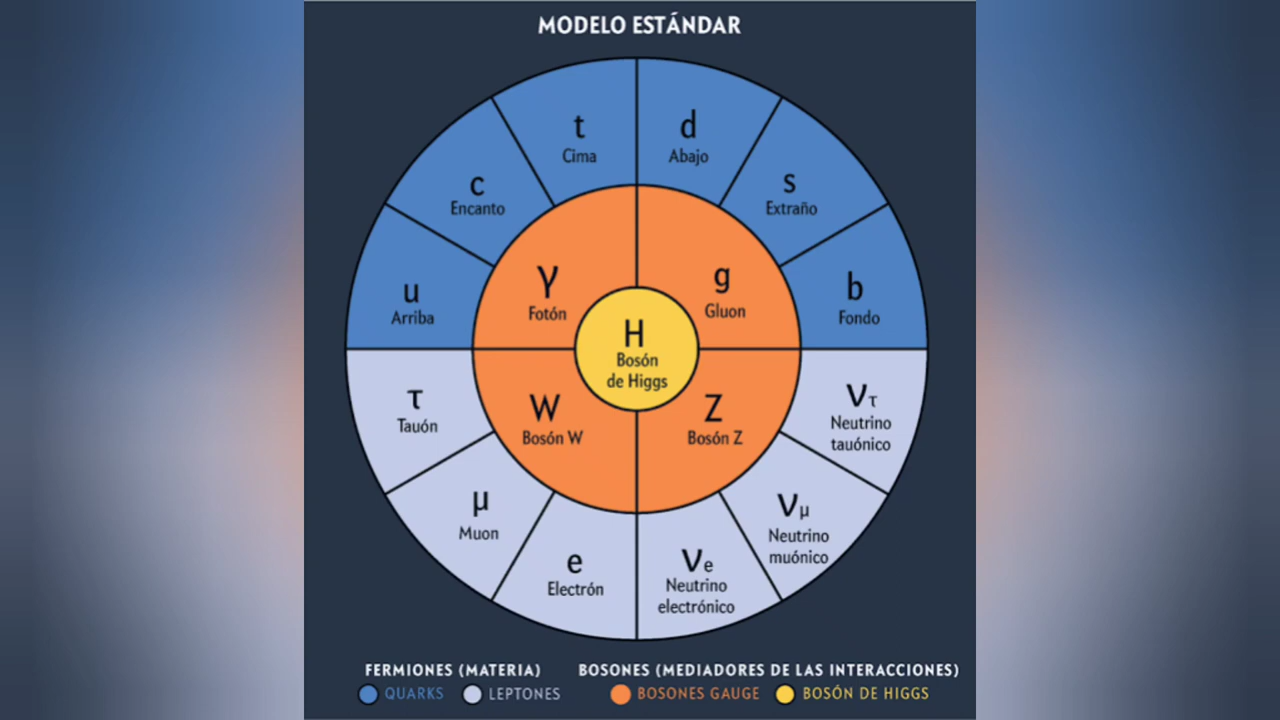 MODELO ESTÁNDAR
t
Cima
d
Abajo
c
Encanto
s
Extraño
u
Arriba
b
Fondo
γ
Fotón
g
Gluon
H
Bosón
de Higgs
W
Bosón W
Z
Bosón Z
τ
Tauón
ντ
Neutrino
tauónico
μ
Muon
νμ
Neutrino
muónico
e
Electrón
νe
Neutrino
electrónico
FERMIONES (MATERIA)
QUARKS
LEPTONES
BOSONES (MEDIADORES DE LAS INTERACCIONES)
BOSONES GAUGE
BOSÓN DE HIGGS